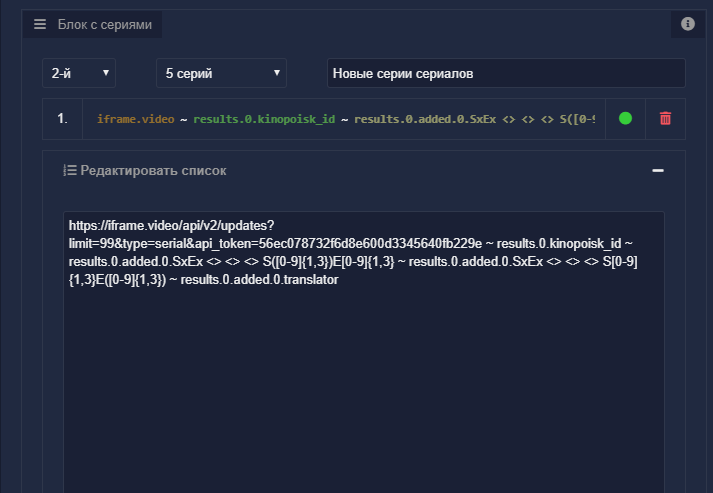 Блок с сериями
2-й 5 серий Новые серии сериалов
1. iframe.video ~ results.0.kinopoisk_id ~ results.0.added.0.SxEx <> <> <> S([0-9
Редактировать список
https://iframe.video/api/v2/updates?
limit=99&type=serial&api_token=56ec078732f6d8e600d3345640fb229e ~ results.0.kinopoisk_id ~
results.0.added.0.SxEx <> <> <> S([0-9]{1,3})E[0-9]{1,3} ~ results.0.added.0.SxEx <> <> <> S[0-9]
{1,3}E([0-9]{1,3}) ~ results.0.added.0.translator